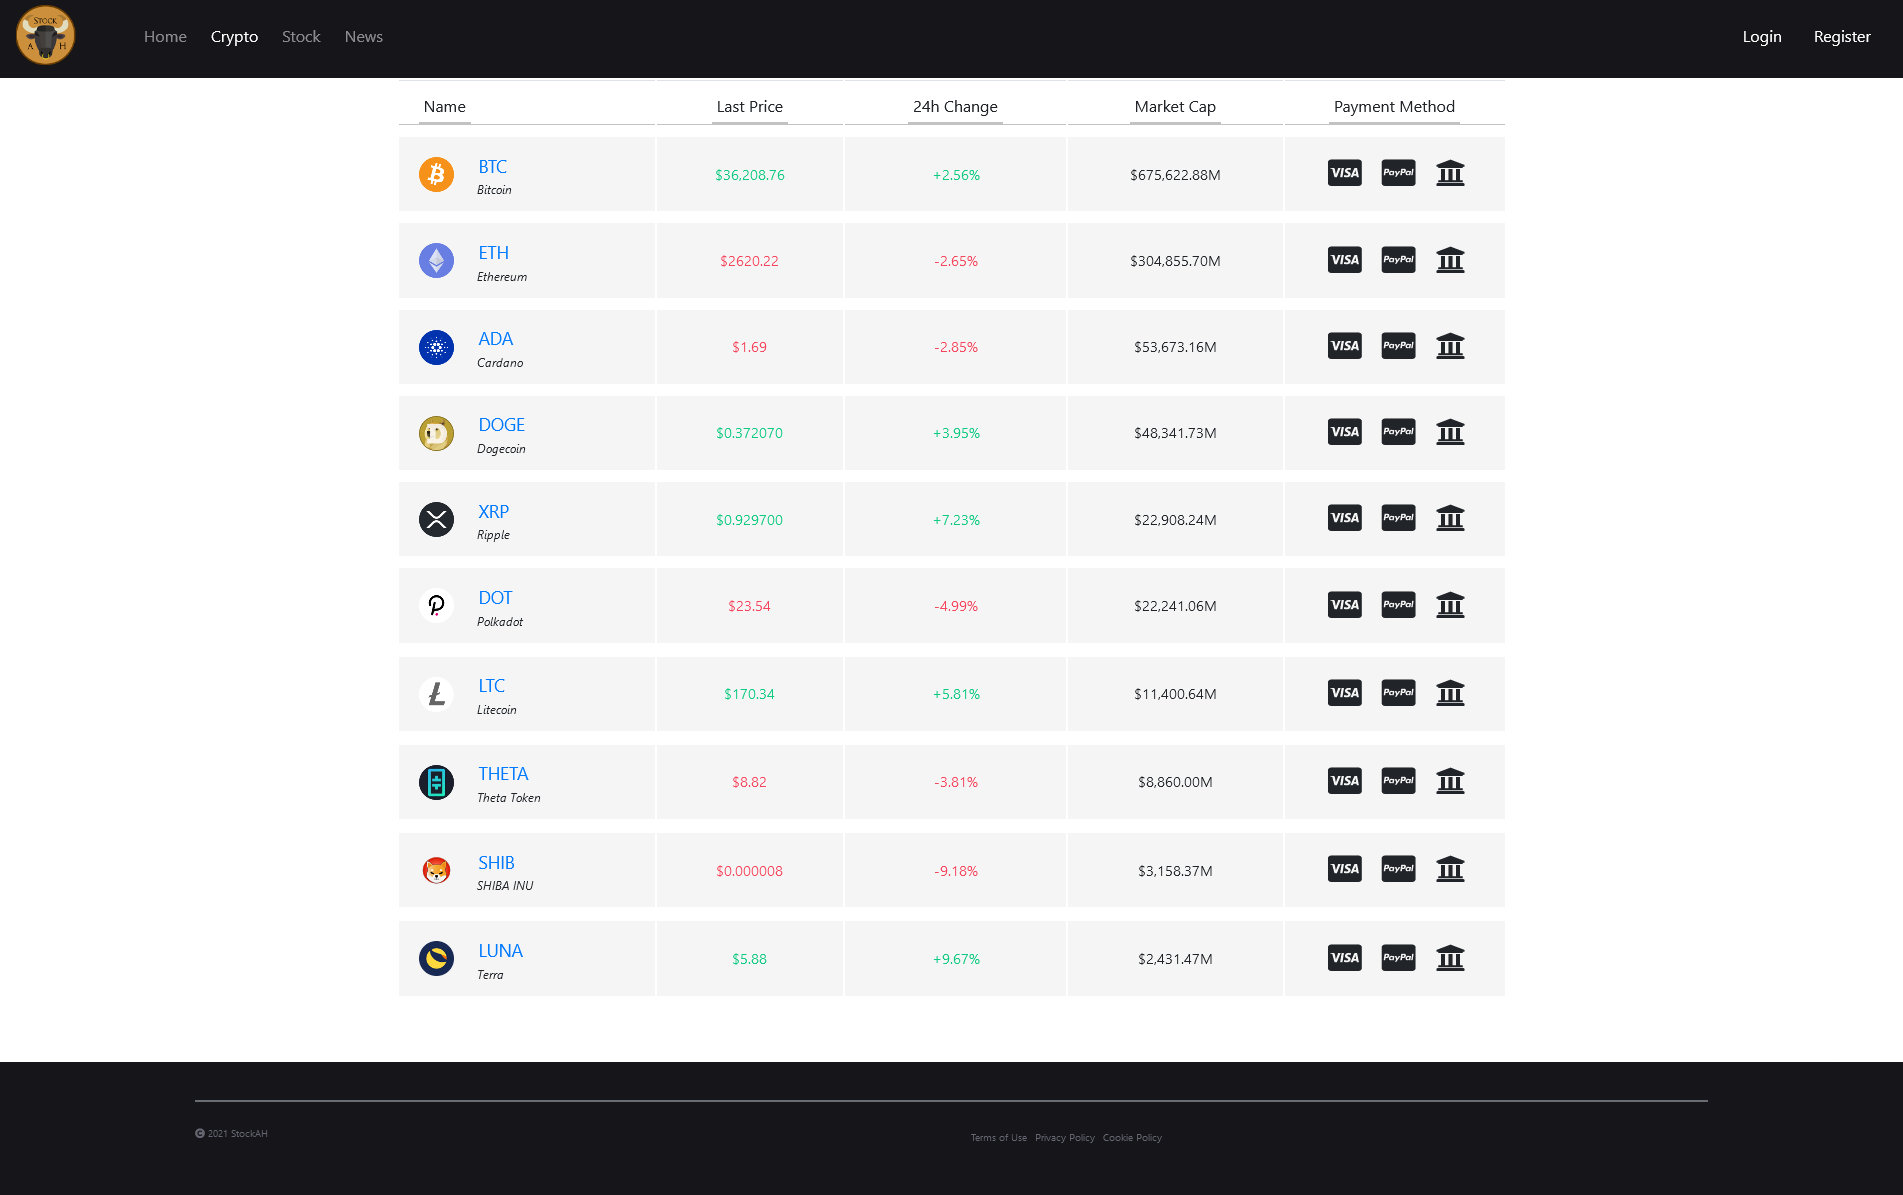 STOCK
A H
Home Crypto Stock News Login Register
Name Last Price 24h Change Market Cap Payment Method
BTC
Bitcoin
$36,208.76 +2.56% $675,622.88M VISA PayPal
ETH
Ethereum
$2620.22 -2.65% $304,855.70M VISA PayPal
ADA
Cardano
$1.69 -2.85% $53,673.16M VISA PayPal
DOGE
Dogecoin
$0.372070 +3.95% $48,341.73M VISA PayPal
XRP
Ripple
$0.929700 +7.23% $22,908.24M VISA PayPal
DOT
Polkadot
$23.54 -4.99% $22,241.06M VISA PayPal
LTC
Litecoin
$170.34 +5.81% $11,400.64M VISA PayPal
THETA
Theta Token
$8.82 -3.81% $8,860.00M VISA PayPal
SHIB
SHIBA INU
$0.000008 -9.18% $3,158.37M VISA PayPal
LUNA
Terra
$5.88 +9.67% $2,431.47M VISA PayPal
© 2021 StockAH
Terms of Use Privacy Policy Cookie Policy